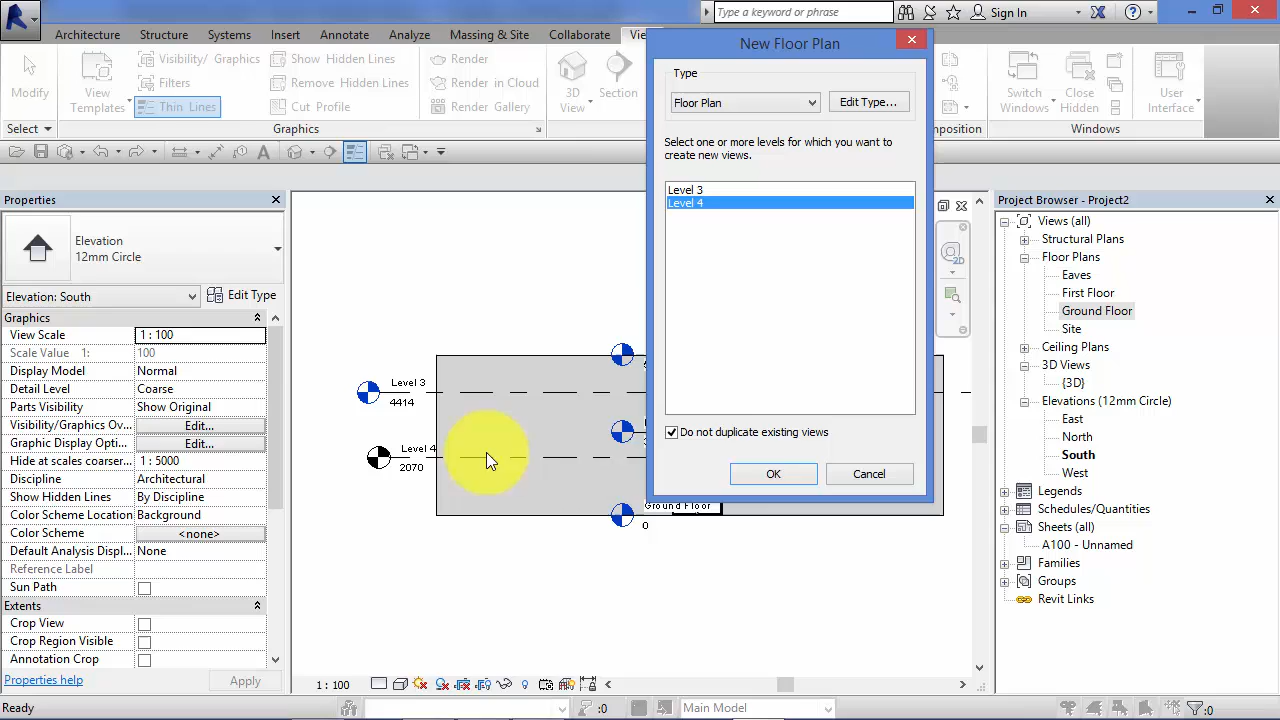 Type a keyword or phrase
Sign In
Architecture
Structure
Systems
Insert
Annotate
Analyze
Massing & Site
Collaborate
Modify
View
Templates
Visibility/ Graphics
Filters
Thin Lines
Show Hidden Lines
Remove Hidden Lines
Cut Profile
Render
Render in Cloud
Render Gallery
3D
View
Section
Switch
Windows
Close
Hidden
User
Interface
Select
Graphics
Windows
New Floor Plan
Type
Floor Plan
Edit Type...
Select one or more levels for which you want to
create new views.
Level 3
Level 4
Do not duplicate existing views
OK
Cancel
Properties
Elevation
12mm Circle
Elevation: South
Edit Type
Graphics
View Scale
1 : 100
Scale Value 1:
100
Display Model
Normal
Detail Level
Coarse
Parts Visibility
Show Original
Visibility/Graphics Ov...
Edit...
Graphic Display Optio...
Edit...
Hide at scales coarser...
1 : 5000
Discipline
Architectural
Show Hidden Lines
By Discipline
Color Scheme Location
Background
Color Scheme
<none>
Default Analysis Displ...
None
Reference Label
Sun Path
Extents
Crop View
Crop Region Visible
Annotation Crop
Properties help
Apply
Level 3
4414
Level 4
2070
Ground Floor
0
2D
Project Browser - Project2
Views (all)
Structural Plans
Floor Plans
Eaves
First Floor
Ground Floor
Site
Ceiling Plans
3D Views
{3D}
Elevations (12mm Circle)
East
North
South
West
Legends
Schedules/Quantities
Sheets (all)
A100 - Unnamed
Families
Groups
Revit Links
1 : 100
Ready
:0
Main Model
:0